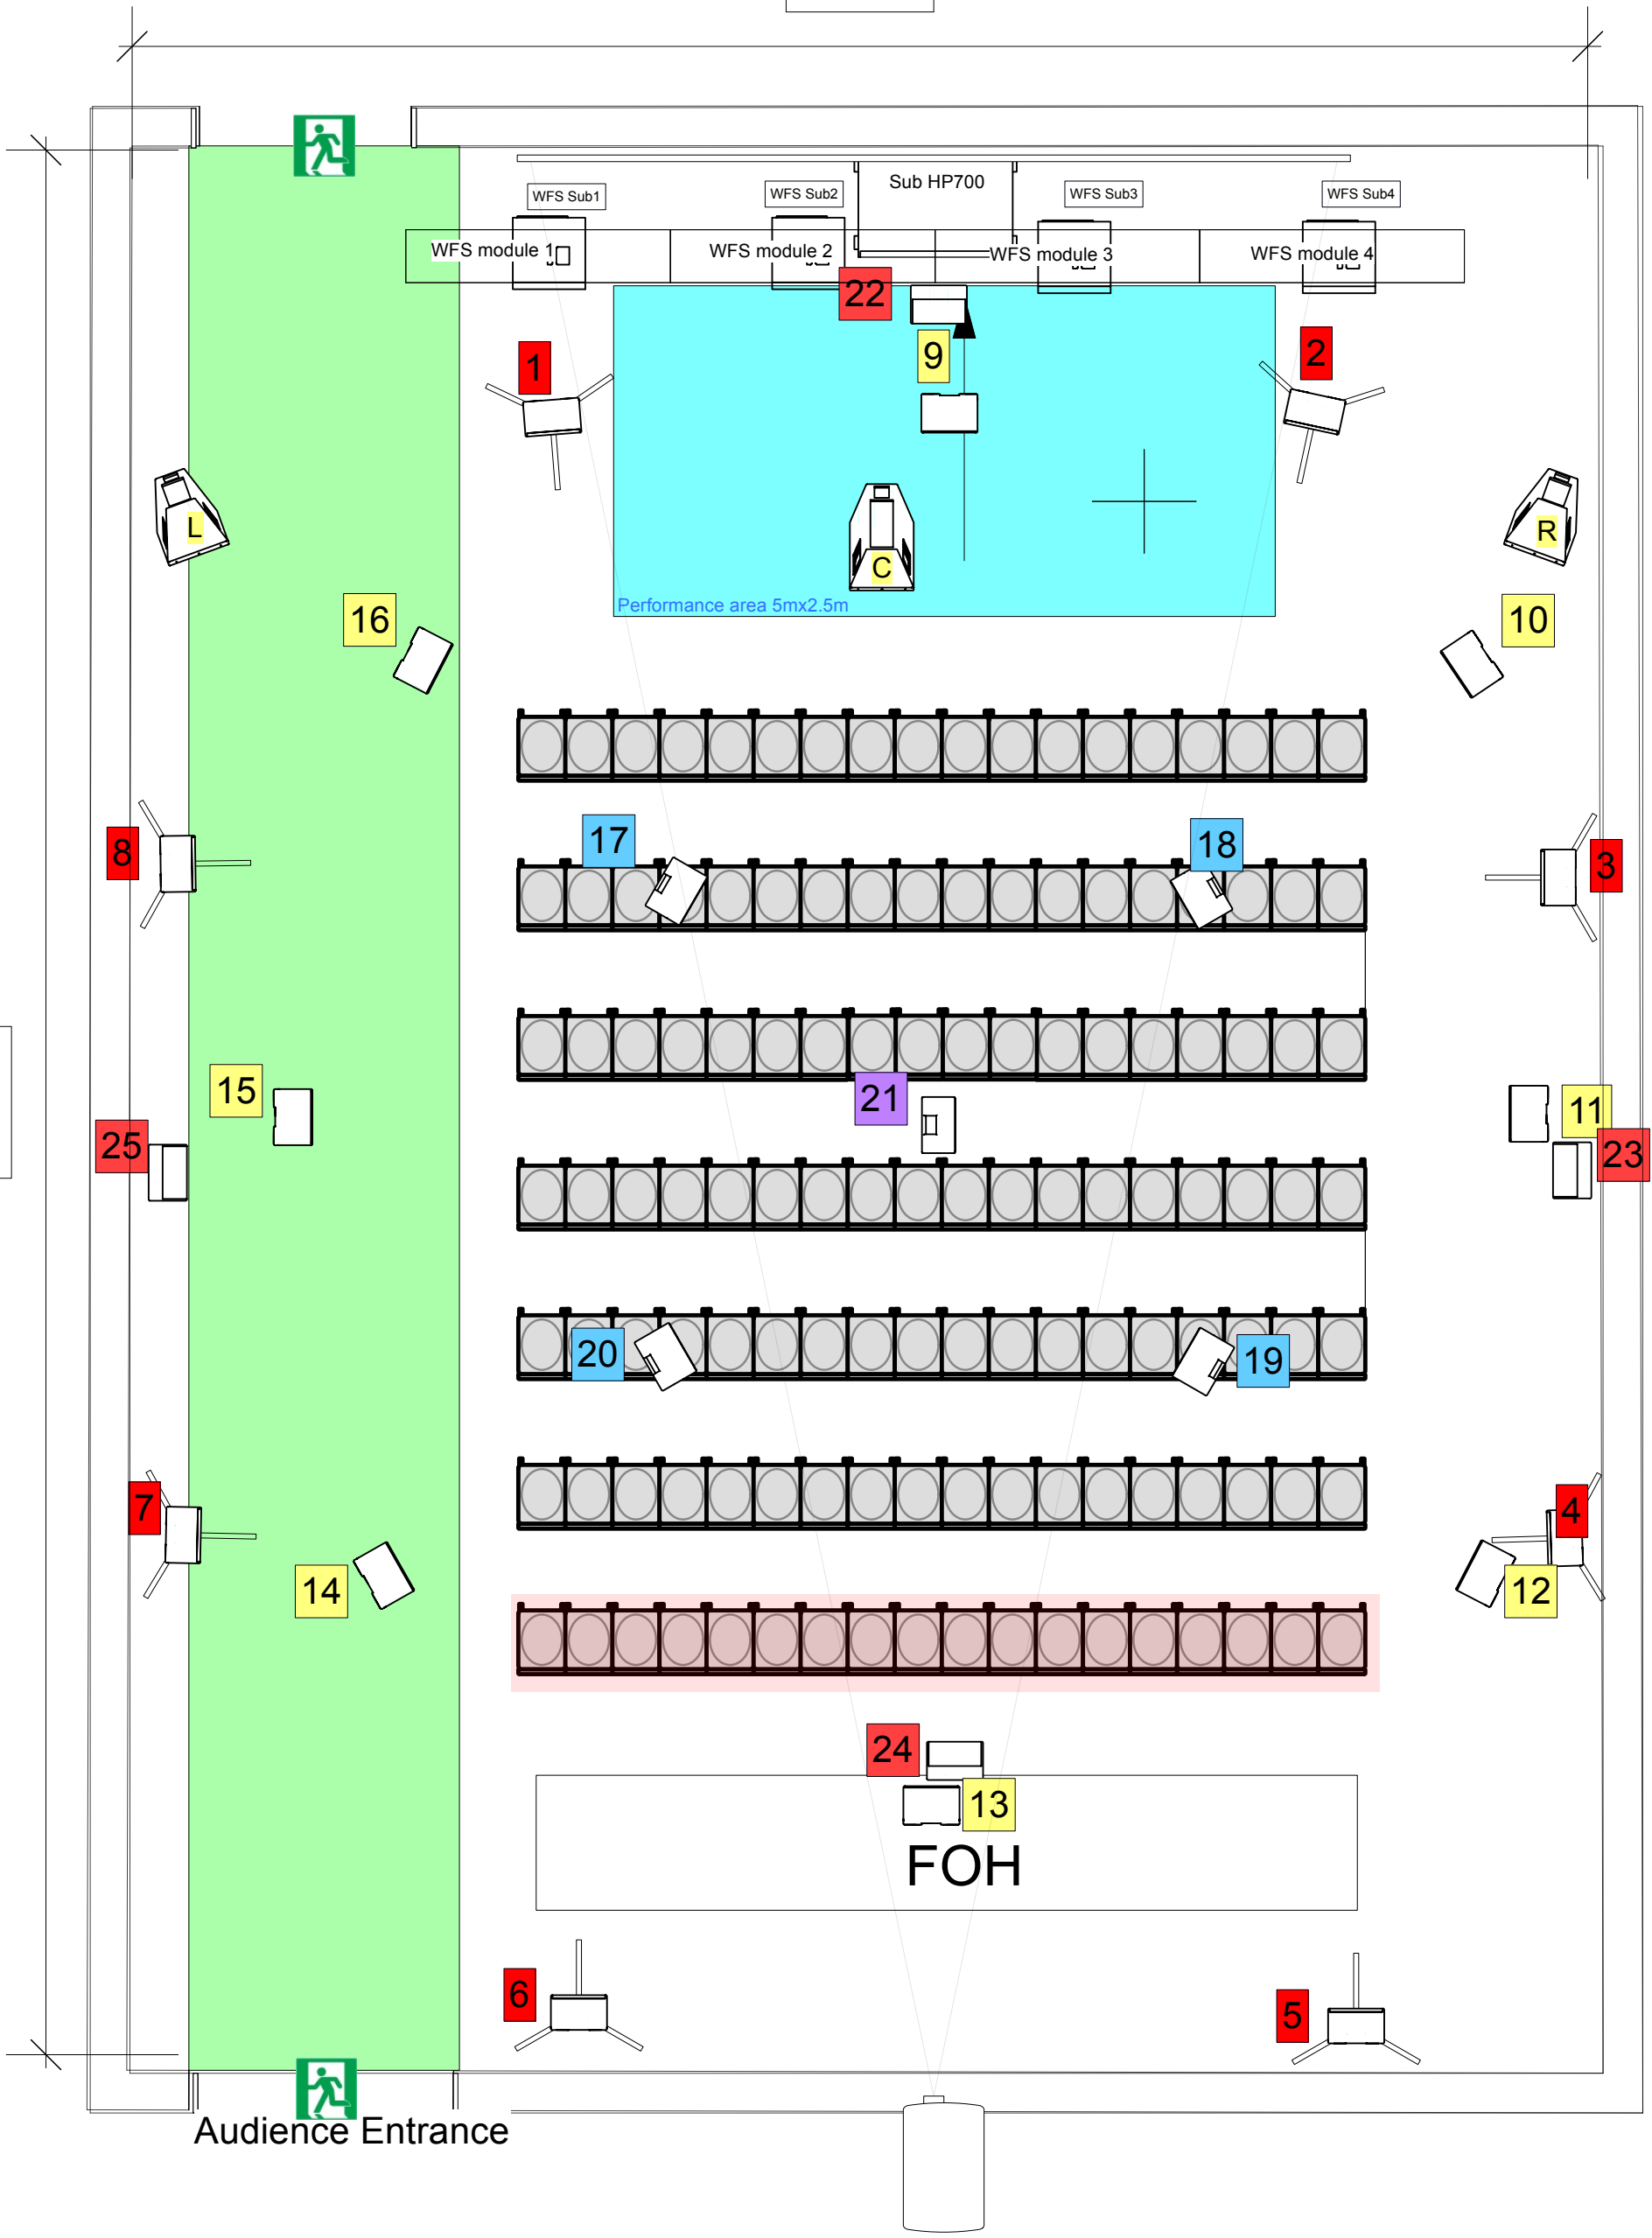 Sub HP700
WFS Sub1
WFS Sub2
WFS Sub3
WFS Sub4
WFS module 1
WFS module 2
WFS module 3
WFS module 4
22
9
1
2
L
C
R
Performance area 5mx2.5m
16
10
17
18
8
3
21
15
11
25
23
20
19
7
4
14
12
24
13
FOH
6
5
Audience Entrance